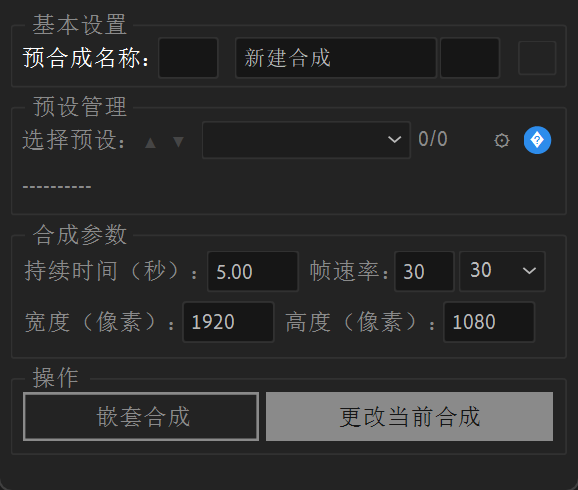 基本设置
预合成名称: 新建合成
预设管理
选择预设: ▲ ▼ 0/0
----------
合成参数
持续时间（秒）: 5.00 帧速率: 30 30
宽度（像素）: 1920 高度（像素）: 1080
操作
嵌套合成 更改当前合成